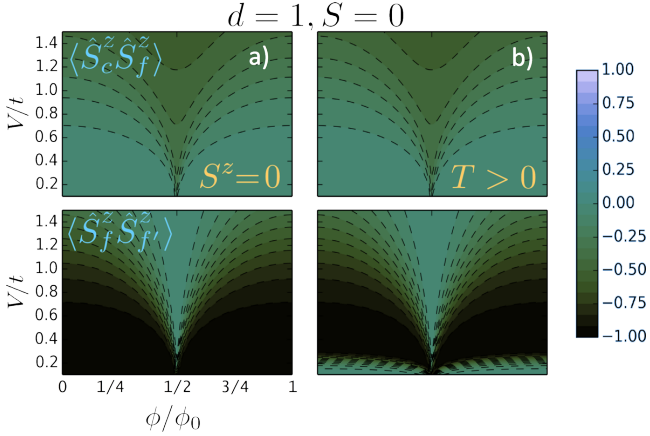 d = 1, S = 0
⟨Ŝ_c^z Ŝ_f^z⟩ a) b)
V/t 1.4 1.2 1.0 0.8 0.6 0.4 0.2
S^z=0 T > 0
⟨Ŝ_f^z Ŝ_f'^z⟩
V/t 1.4 1.2 1.0 0.8 0.6 0.4 0.2
0 1/4 1/2 3/4 1
ϕ/ϕ_0
1.00
0.75
0.50
0.25
0.00
−0.25
−0.50
−0.75
−1.00